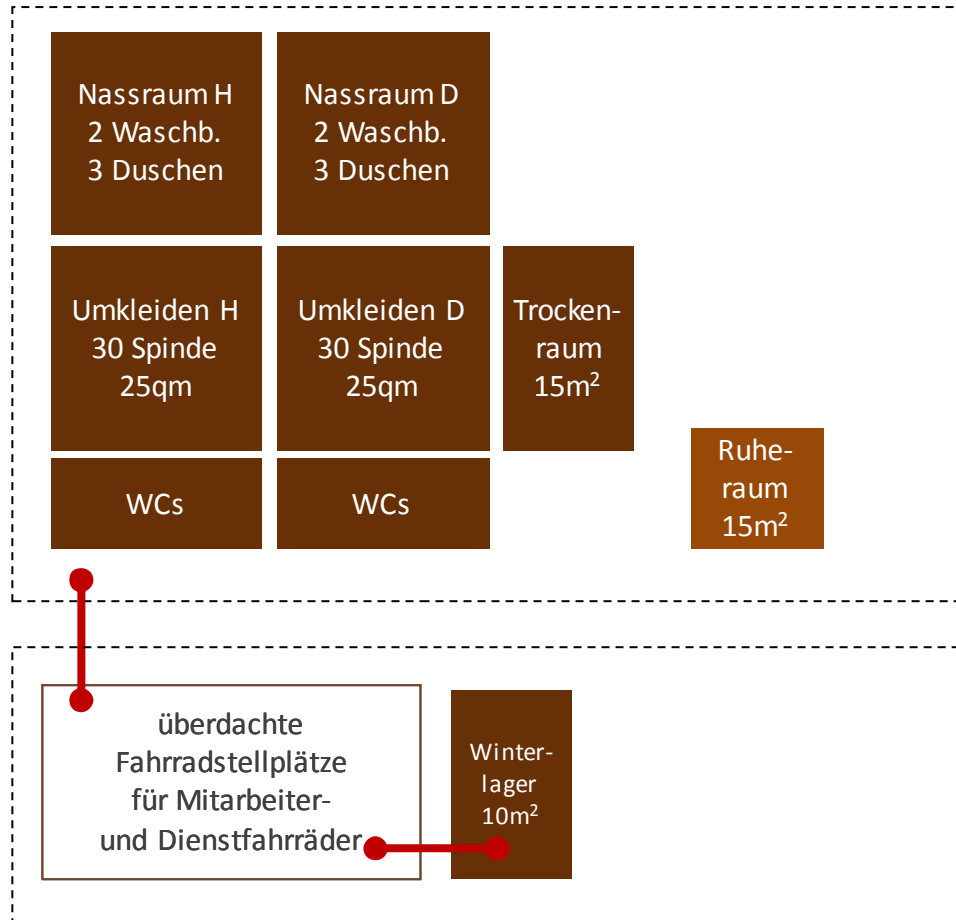 Nassraum H
2 Waschb.
3 Duschen
Nassraum D
2 Waschb.
3 Duschen
Umkleiden H
30 Spinde
25qm
Umkleiden D
30 Spinde
25qm
Trocken-
raum
15m²
WCs
WCs
Ruhe-
raum
15m²
überdachte
Fahrradstellplätze
für Mitarbeiter-
und Dienstfahrräder
Winter-
lager
10m²